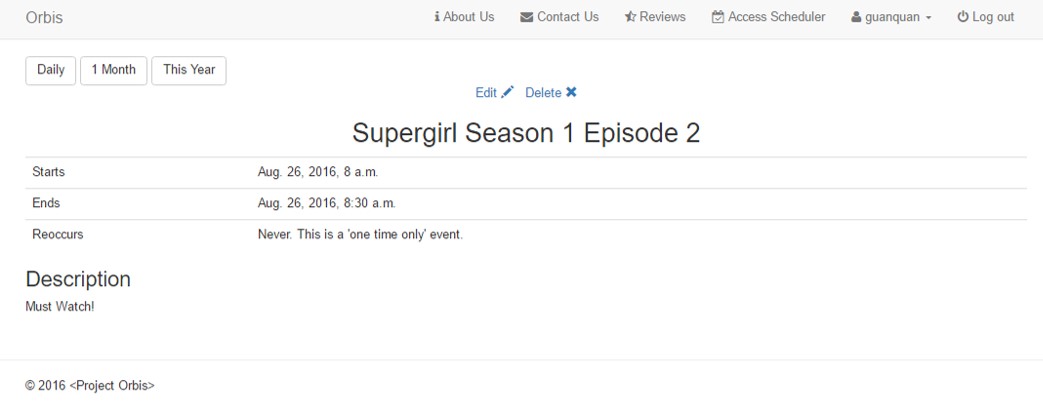 Orbis About Us Contact Us Reviews Access Scheduler guanquan Log out
Daily 1 Month This Year
Edit Delete
Supergirl Season 1 Episode 2
Starts Aug. 26, 2016, 8 a.m.
Ends Aug. 26, 2016, 8:30 a.m.
Reoccurs Never. This is a 'one time only' event.
Description
Must Watch!
© 2016 <Project Orbis>